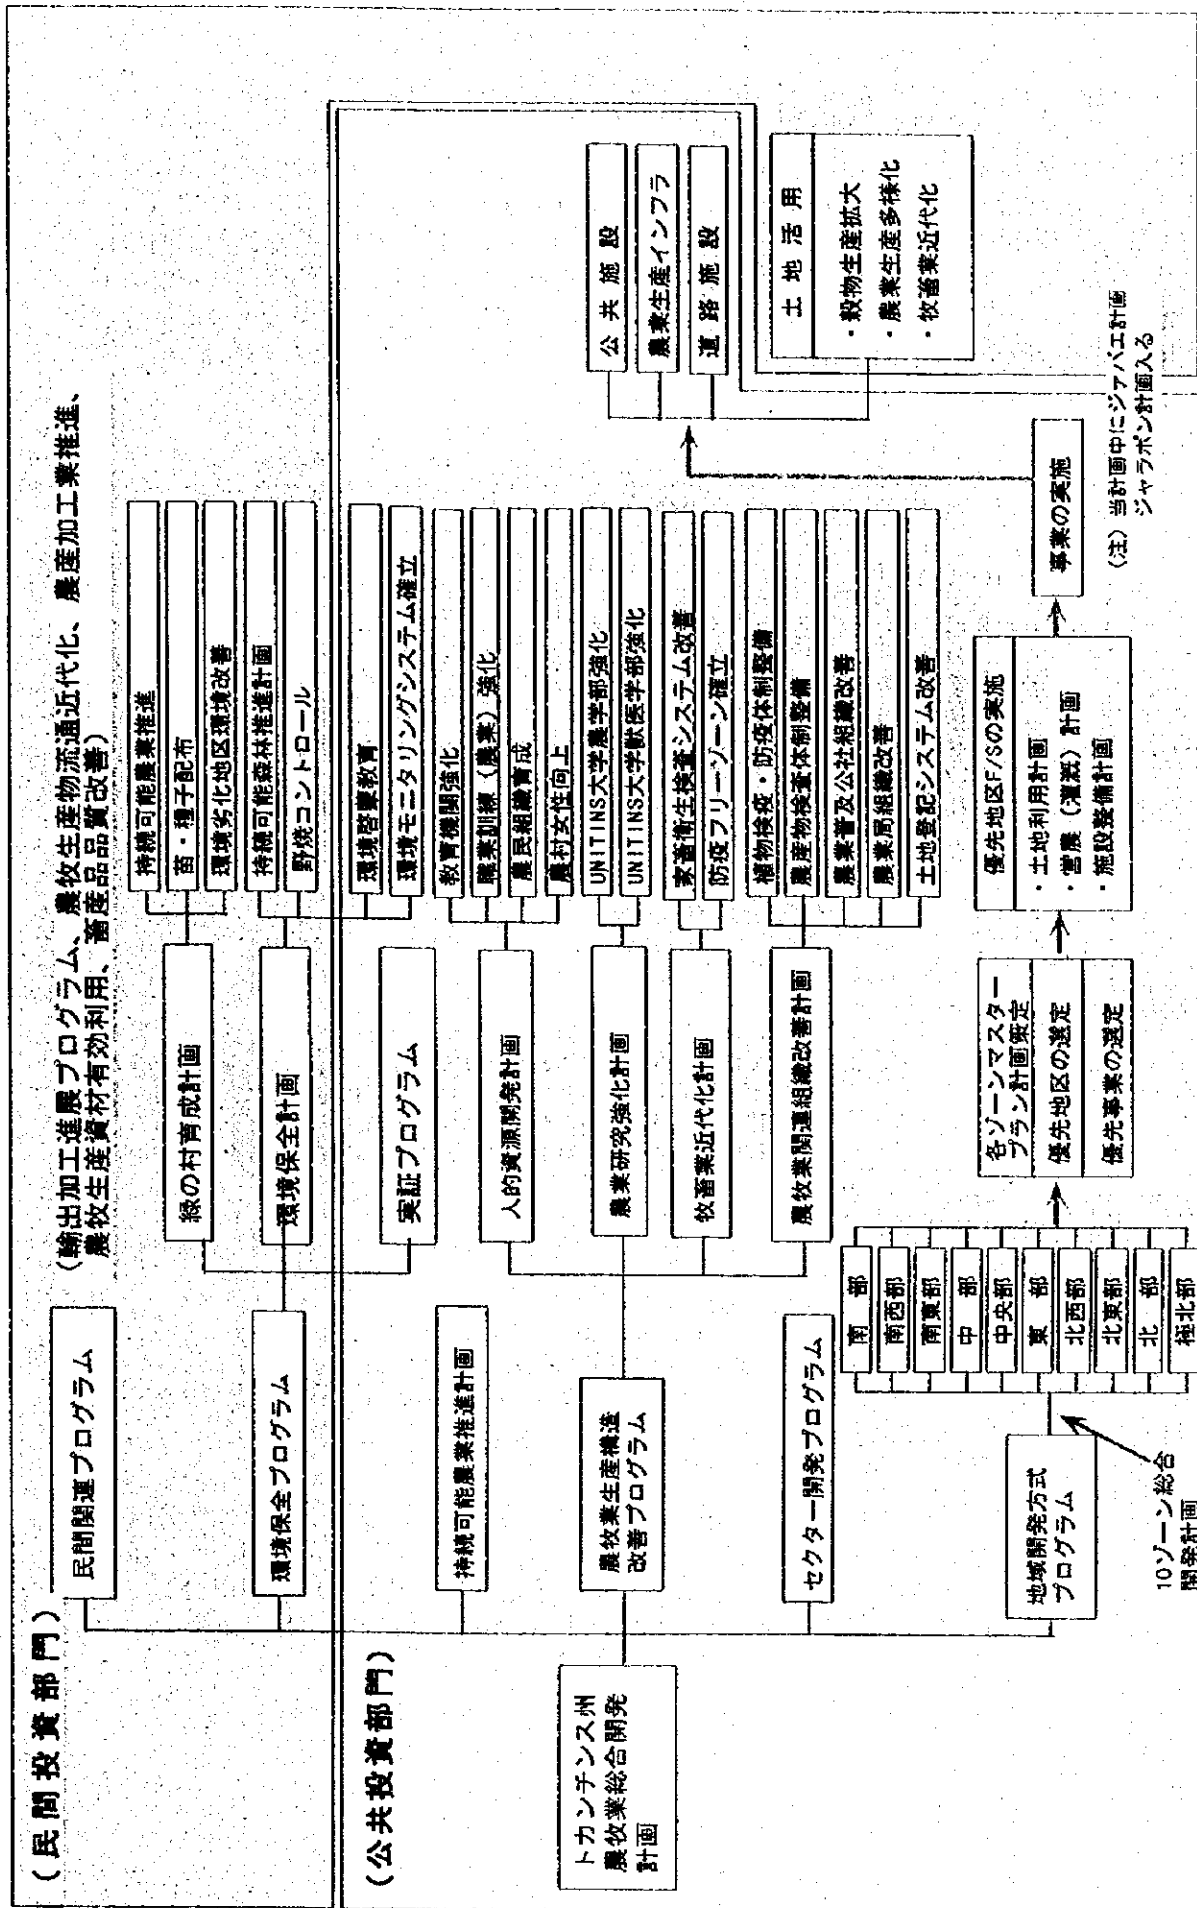 (民間投資部門)
民間関連プログラム
(輸出加工進展プログラム、農牧生産物流通近代化、農産加工業推進、
農牧生産資材有効利用、畜産品品質改善)
環境保全プログラム
緑の村育成計画
持続可能農業推進
苗・種子配布
環境劣化地区環境改善
環境保全計画
持続可能森林推進計画
野焼コントロール
(公共投資部門)
環境啓蒙教育
環境モニタリングシステム確立
実証プログラム
トカンチンス州
農牧業総合開発
計画
持続可能農業推進計画
農牧業生産構造
改善プログラム
人的資源開発計画
教育機関強化
職業訓練(農業)強化
農民組織育成
農村女性向上
農業研究強化計画
UNITINS大学農学部強化
UNITINS大学獣医学部強化
牧畜業近代化計画
家畜衛生検査システム改善
防疫フリーゾーン確立
農牧業関連組織改善計画
植物検疫・防疫体制整備
農産物検査体制整備
農業普及公社組織改善
農業局組織改善
土地登記システム改善
セクター開発プログラム
地域開発方式
プログラム
10ゾーン総合
開発計画
南部
南西部
南東部
中部
中央部
東部
北西部
北東部
北部
極北部
各ゾーンマスター
プラン計画策定
優先地区の選定
優先事業の選定
優先地区F/Sの実施
・土地利用計画
・営農(灌漑)計画
・施設整備計画
事業の実施
公共施設
農業生産インフラ
道路施設
土地活用
・穀物生産拡大
・農業生産多様化
・牧畜業近代化
(注) 当計画中にジャバエ計画
ジャラポン計画入る